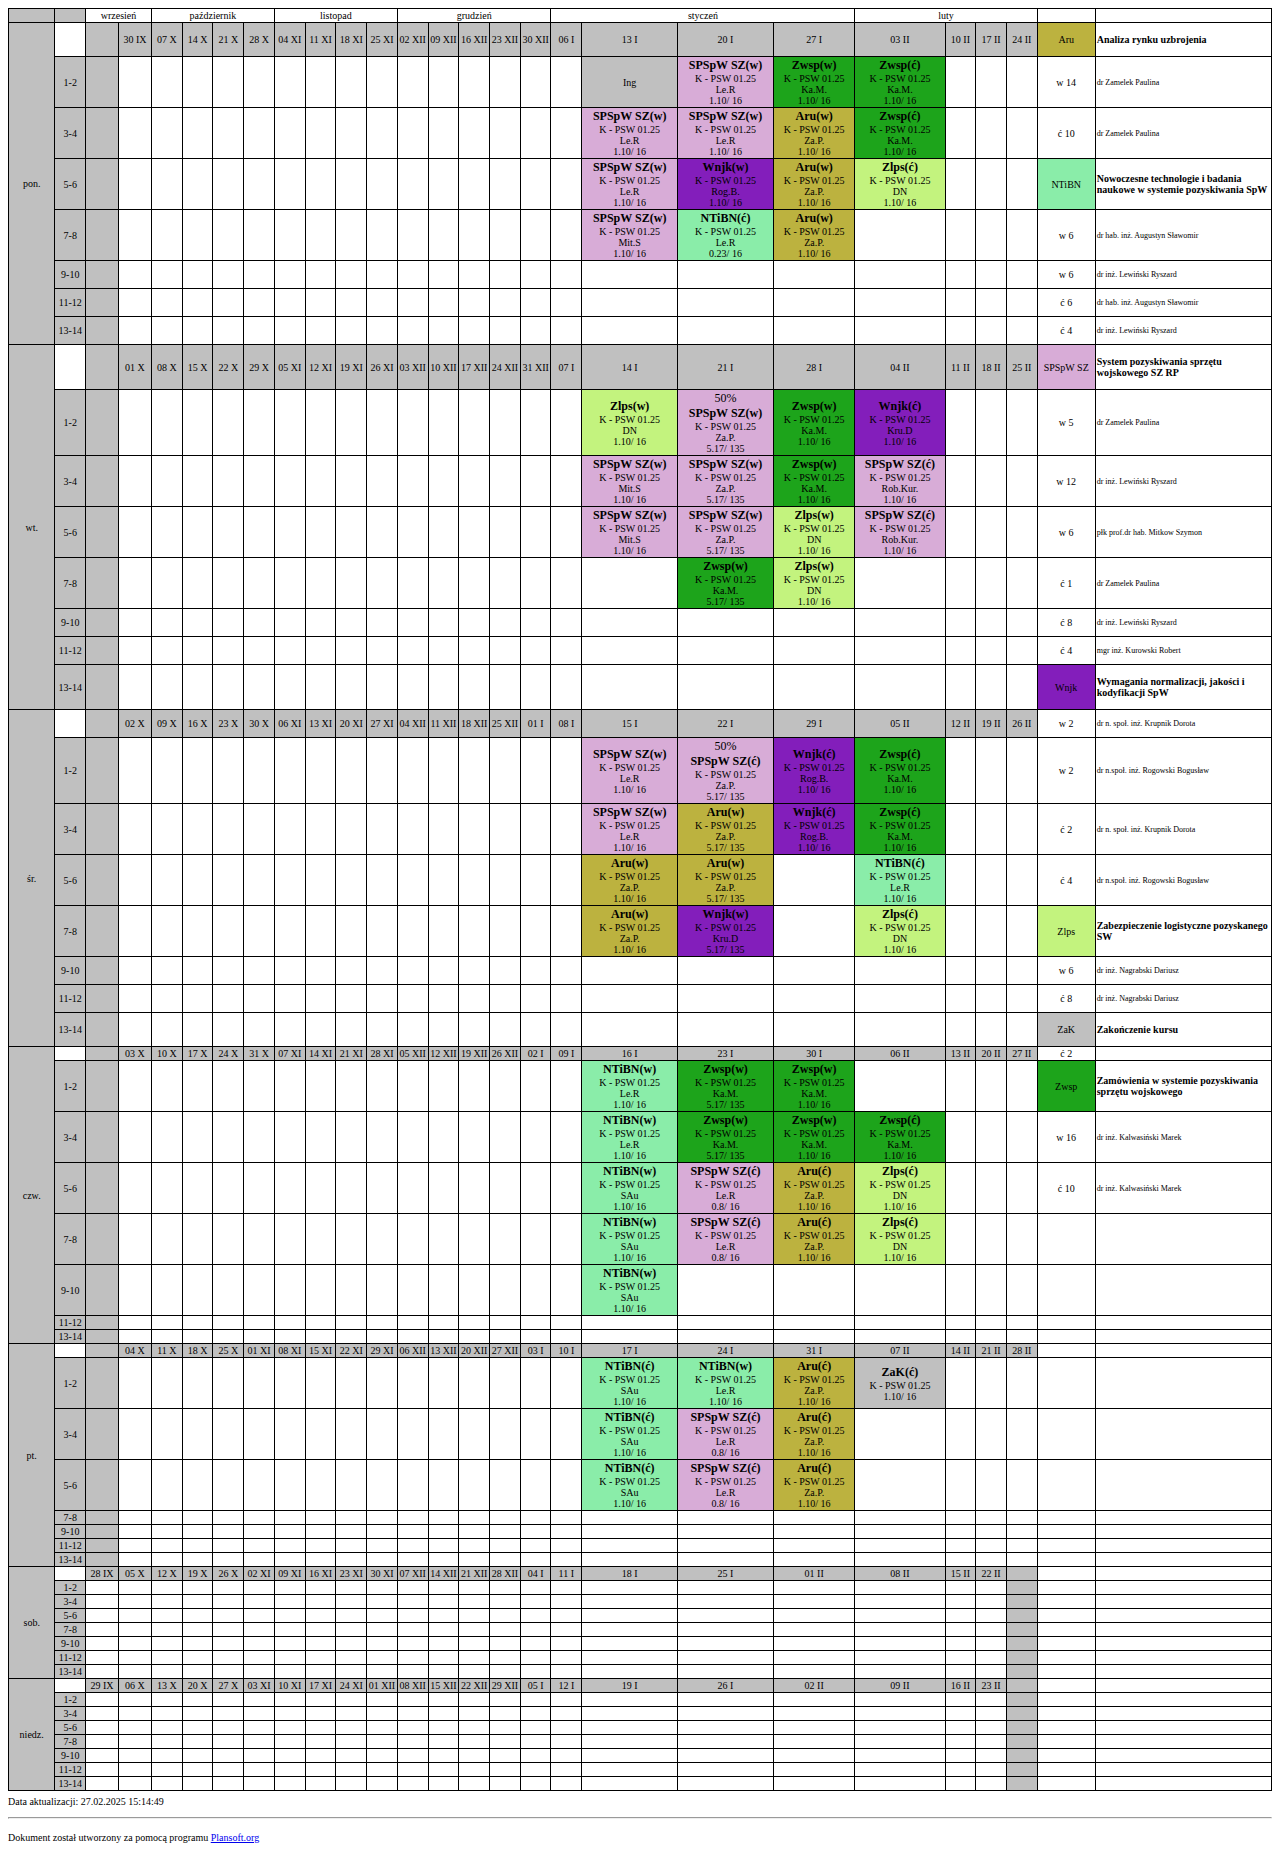 wrzesień październik listopad grudzień styczeń luty
pon. 30 IX 07 X 14 X 21 X 28 X 04 XI 11 XI 18 XI 25 XI 02 XII 09 XII 16 XII 23 XII 30 XII 06 I 13 I 20 I 27 I 03 II 10 II 17 II 24 II Aru Analiza rynku uzbrojenia
1-2 Ing SPSpW SZ(w) Zwsp(w) Zwsp(ć) w 14 dr Zamelek Paulina
K - PSW 01.25 K - PSW 01.25 K - PSW 01.25
Le.R Ka.M. Ka.M.
1.10/ 16 1.10/ 16 1.10/ 16
3-4 SPSpW SZ(w) SPSpW SZ(w) Aru(w) Zwsp(ć) ć 10 dr Zamelek Paulina
K - PSW 01.25 K - PSW 01.25 K - PSW 01.25 K - PSW 01.25
Le.R Le.R Za.P. Ka.M.
1.10/ 16 1.10/ 16 1.10/ 16 1.10/ 16
5-6 SPSpW SZ(w) Wnjk(w) Aru(w) Zlps(ć) NTiBN Nowoczesne technologie i badania naukowe w systemie pozyskiwania SpW
K - PSW 01.25 K - PSW 01.25 K - PSW 01.25 K - PSW 01.25
Le.R Rog.B. Za.P. DN
1.10/ 16 1.10/ 16 1.10/ 16 1.10/ 16
7-8 SPSpW SZ(w) NTiBN(ć) Aru(w) w 6 dr hab. inż. Augustyn Sławomir
K - PSW 01.25 K - PSW 01.25 K - PSW 01.25
Mit.S Le.R Za.P.
1.10/ 16 0.23/ 16 1.10/ 16
9-10 w 6 dr inż. Lewiński Ryszard
11-12 ć 6 dr hab. inż. Augustyn Sławomir
13-14 ć 4 dr inż. Lewiński Ryszard
wt. 01 X 08 X 15 X 22 X 29 X 05 XI 12 XI 19 XI 26 XI 03 XII 10 XII 17 XII 24 XII 31 XII 07 I 14 I 21 I 28 I 04 II 11 II 18 II 25 II SPSpW SZ System pozyskiwania sprzętu wojskowego SZ RP
1-2 Zlps(w) 50% SPSpW SZ(w) Zwsp(w) Wnjk(ć) w 5 dr Zamelek Paulina
K - PSW 01.25 K - PSW 01.25 K - PSW 01.25 K - PSW 01.25
DN Za.P. Ka.M. Kru.D
1.10/ 16 5.17/ 135 1.10/ 16 1.10/ 16
3-4 SPSpW SZ(w) SPSpW SZ(w) Zwsp(w) SPSpW SZ(ć) w 12 dr inż. Lewiński Ryszard
K - PSW 01.25 K - PSW 01.25 K - PSW 01.25 K - PSW 01.25
Mit.S Za.P. Ka.M. Rob.Kur.
1.10/ 16 5.17/ 135 1.10/ 16 1.10/ 16
5-6 SPSpW SZ(w) SPSpW SZ(w) Zlps(w) SPSpW SZ(ć) w 6 płk prof.dr hab. Mitkow Szymon
K - PSW 01.25 K - PSW 01.25 K - PSW 01.25 K - PSW 01.25
Mit.S Za.P. DN Rob.Kur.
1.10/ 16 5.17/ 135 1.10/ 16 1.10/ 16
7-8 Zwsp(w) Zlps(w) ć 1 dr Zamelek Paulina
K - PSW 01.25 K - PSW 01.25
Ka.M. DN
5.17/ 135 1.10/ 16
9-10 ć 8 dr inż. Lewiński Ryszard
11-12 ć 4 mgr inż. Kurowski Robert
13-14 Wnjk Wymagania normalizacji, jakości i kodyfikacji SpW
śr. 02 X 09 X 16 X 23 X 30 X 06 XI 13 XI 20 XI 27 XI 04 XII 11 XII 18 XII 25 XII 01 I 08 I 15 I 22 I 29 I 05 II 12 II 19 II 26 II w 2 dr n. społ. inż. Krupnik Dorota
1-2 SPSpW SZ(w) 50% SPSpW SZ(ć) Wnjk(ć) Zwsp(ć) w 2 dr n.społ. inż. Rogowski Bogusław
K - PSW 01.25 K - PSW 01.25 K - PSW 01.25 K - PSW 01.25
Le.R Za.P. Rog.B. Ka.M.
1.10/ 16 5.17/ 135 1.10/ 16 1.10/ 16
3-4 SPSpW SZ(w) Aru(w) Wnjk(ć) Zwsp(ć) ć 2 dr n. społ. inż. Krupnik Dorota
K - PSW 01.25 K - PSW 01.25 K - PSW 01.25 K - PSW 01.25
Le.R Za.P. Rog.B. Ka.M.
1.10/ 16 5.17/ 135 1.10/ 16 1.10/ 16
5-6 Aru(w) Aru(w) NTiBN(ć) ć 4 dr n.społ. inż. Rogowski Bogusław
K - PSW 01.25 K - PSW 01.25 K - PSW 01.25
Za.P. Za.P. Le.R
1.10/ 16 5.17/ 135 1.10/ 16
7-8 Aru(w) Wnjk(w) Zlps(ć) Zlps Zabezpieczenie logistyczne pozyskanego SW
K - PSW 01.25 K - PSW 01.25 K - PSW 01.25
Za.P. Kru.D DN
1.10/ 16 5.17/ 135 1.10/ 16
9-10 w 6 dr inż. Nagrabski Dariusz
11-12 ć 8 dr inż. Nagrabski Dariusz
13-14 ZaK Zakończenie kursu
czw. 03 X 10 X 17 X 24 X 31 X 07 XI 14 XI 21 XI 28 XI 05 XII 12 XII 19 XII 26 XII 02 I 09 I 16 I 23 I 30 I 06 II 13 II 20 II 27 II ć 2
1-2 NTiBN(w) Zwsp(w) Zwsp(w) Zwsp Zamówienia w systemie pozyskiwania sprzętu wojskowego
K - PSW 01.25 K - PSW 01.25 K - PSW 01.25
Le.R Ka.M. Ka.M.
1.10/ 16 5.17/ 135 1.10/ 16
3-4 NTiBN(w) Zwsp(w) Zwsp(w) Zwsp(ć) w 16 dr inż. Kalwasiński Marek
K - PSW 01.25 K - PSW 01.25 K - PSW 01.25 K - PSW 01.25
Le.R Ka.M. Ka.M. Ka.M.
1.10/ 16 5.17/ 135 1.10/ 16 1.10/ 16
5-6 NTiBN(w) SPSpW SZ(ć) Aru(ć) Zlps(ć) ć 10 dr inż. Kalwasiński Marek
K - PSW 01.25 K - PSW 01.25 K - PSW 01.25 K - PSW 01.25
SAu Le.R Za.P. DN
1.10/ 16 0.8/ 16 1.10/ 16 1.10/ 16
7-8 NTiBN(w) SPSpW SZ(ć) Aru(ć) Zlps(ć)
K - PSW 01.25 K - PSW 01.25 K - PSW 01.25 K - PSW 01.25
SAu Le.R Za.P. DN
1.10/ 16 0.8/ 16 1.10/ 16 1.10/ 16
9-10 NTiBN(w)
K - PSW 01.25
SAu
1.10/ 16
11-12
13-14
pt. 04 X 11 X 18 X 25 X 01 XI 08 XI 15 XI 22 XI 29 XI 06 XII 13 XII 20 XII 27 XII 03 I 10 I 17 I 24 I 31 I 07 II 14 II 21 II 28 II
1-2 NTiBN(ć) NTiBN(w) Aru(ć) ZaK(ć)
K - PSW 01.25 K - PSW 01.25 K - PSW 01.25 K - PSW 01.25
SAu Le.R Za.P.
1.10/ 16 1.10/ 16 1.10/ 16 1.10/ 16
3-4 NTiBN(ć) SPSpW SZ(ć) Aru(ć)
K - PSW 01.25 K - PSW 01.25 K - PSW 01.25
SAu Le.R Za.P.
1.10/ 16 0.8/ 16 1.10/ 16
5-6 NTiBN(ć) SPSpW SZ(ć) Aru(ć)
K - PSW 01.25 K - PSW 01.25 K - PSW 01.25
SAu Le.R Za.P.
1.10/ 16 0.8/ 16 1.10/ 16
7-8
9-10
11-12
13-14
sob. 28 IX 05 X 12 X 19 X 26 X 02 XI 09 XI 16 XI 23 XI 30 XI 07 XII 14 XII 21 XII 28 XII 04 I 11 I 18 I 25 I 01 II 08 II 15 II 22 II
1-2
3-4
5-6
7-8
9-10
11-12
13-14
niedz. 29 IX 06 X 13 X 20 X 27 X 03 XI 10 XI 17 XI 24 XI 01 XII 08 XII 15 XII 22 XII 29 XII 05 I 12 I 19 I 26 I 02 II 09 II 16 II 23 II
1-2
3-4
5-6
7-8
9-10
11-12
13-14
Data aktualizacji: 27.02.2025 15:14:49
Dokument został utworzony za pomocą programu Plansoft.org